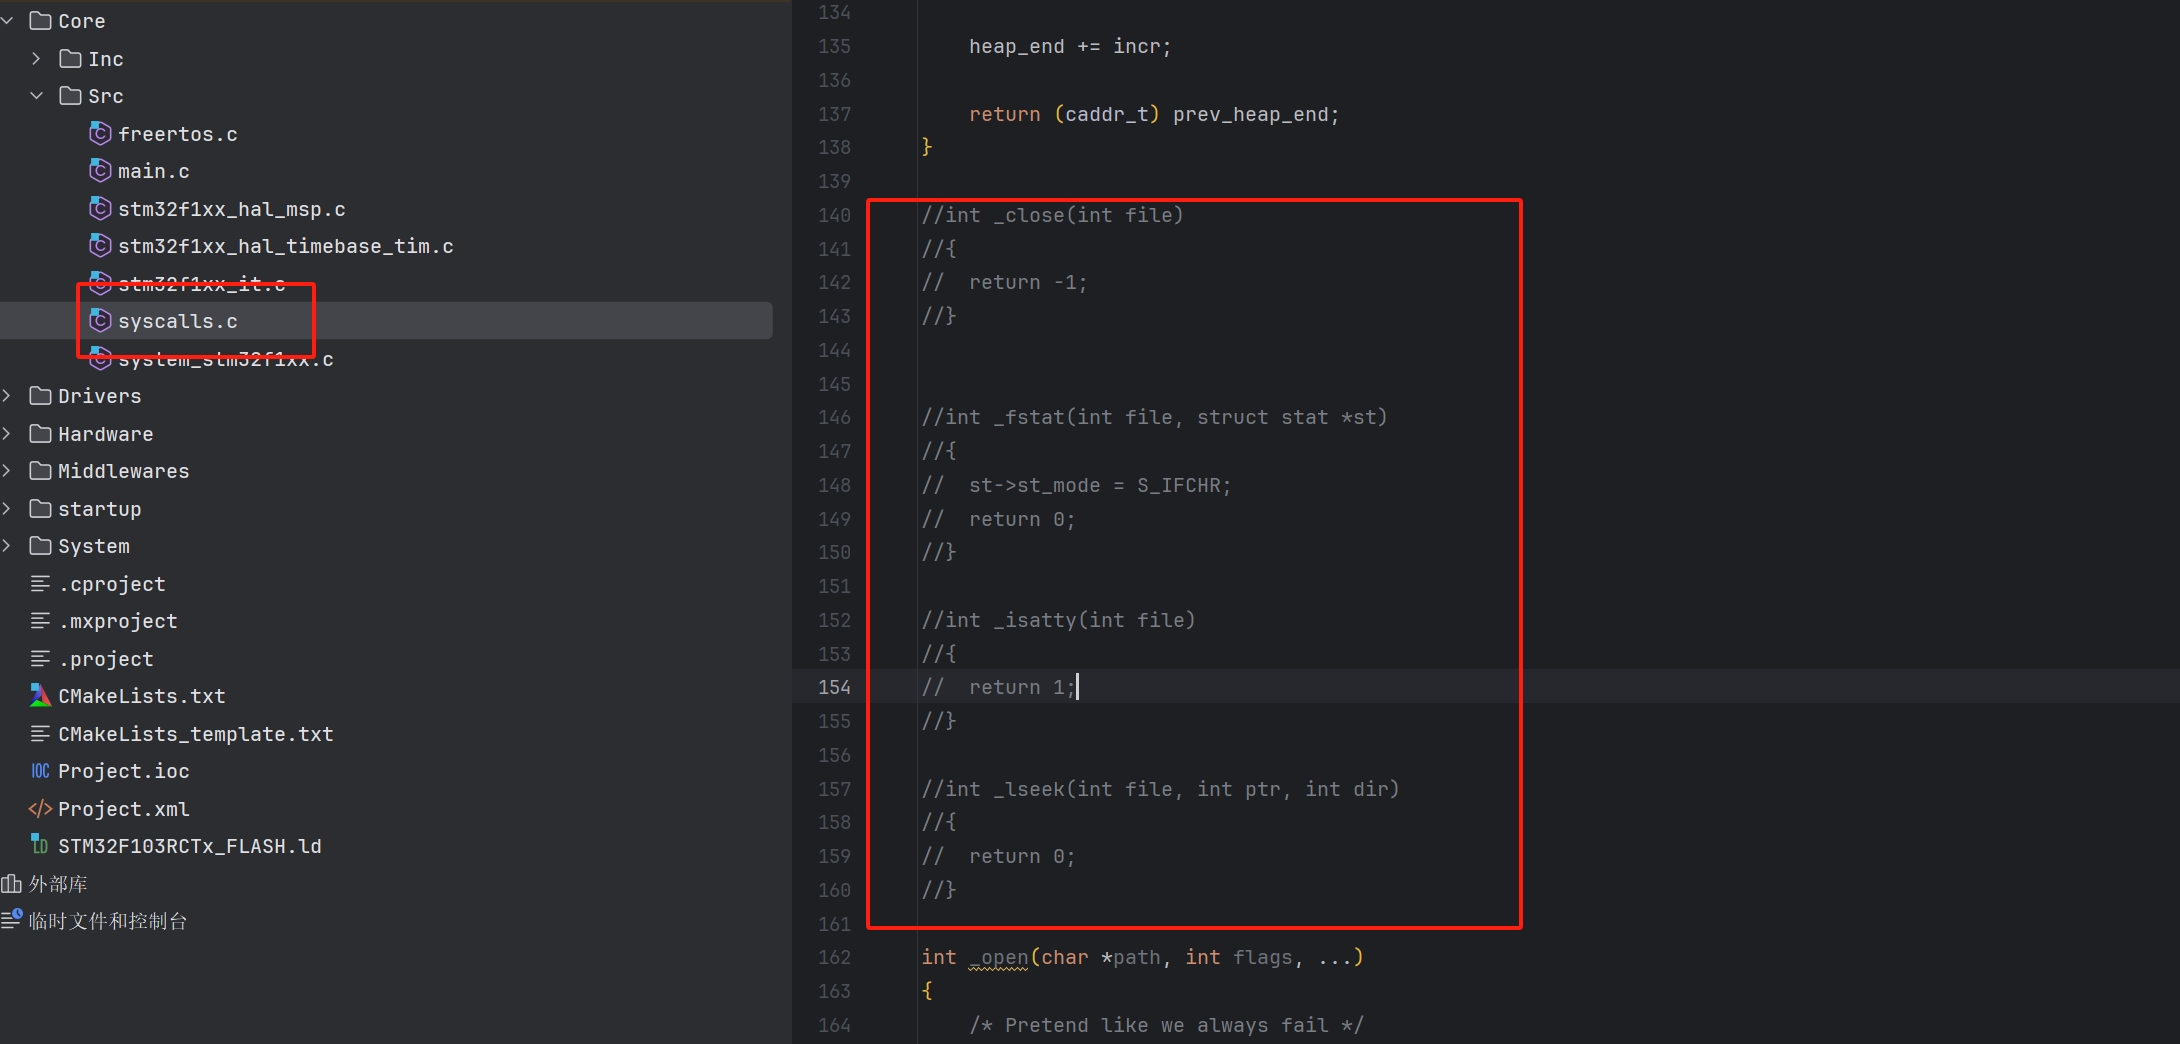 Core
Inc
Src
freertos.c
main.c
stm32f1xx_hal_msp.c
stm32f1xx_hal_timebase_tim.c
stm32f1xx_it.c
syscalls.c
system_stm32f1xx.c
Drivers
Hardware
Middlewares
startup
System
.cproject
.mxproject
.project
CMakeLists.txt
CMakeLists_template.txt
IOC Project.ioc
</> Project.xml
LD STM32F103RCTx_FLASH.ld
外部库
临时文件和控制台
134
135 heap_end += incr;
136
137 return (caddr_t) prev_heap_end;
138 }
139
140 //int _close(int file)
141 //{
142 //  return -1;
143 //}
144
145
146 //int _fstat(int file, struct stat *st)
147 //{
148 //  st->st_mode = S_IFCHR;
149 //  return 0;
150 //}
151
152 //int _isatty(int file)
153 //{
154 //  return 1;
155 //}
156
157 //int _lseek(int file, int ptr, int dir)
158 //{
159 //  return 0;
160 //}
161
162 int _open(char *path, int flags, ...)
163 {
164 /* Pretend like we always fail */